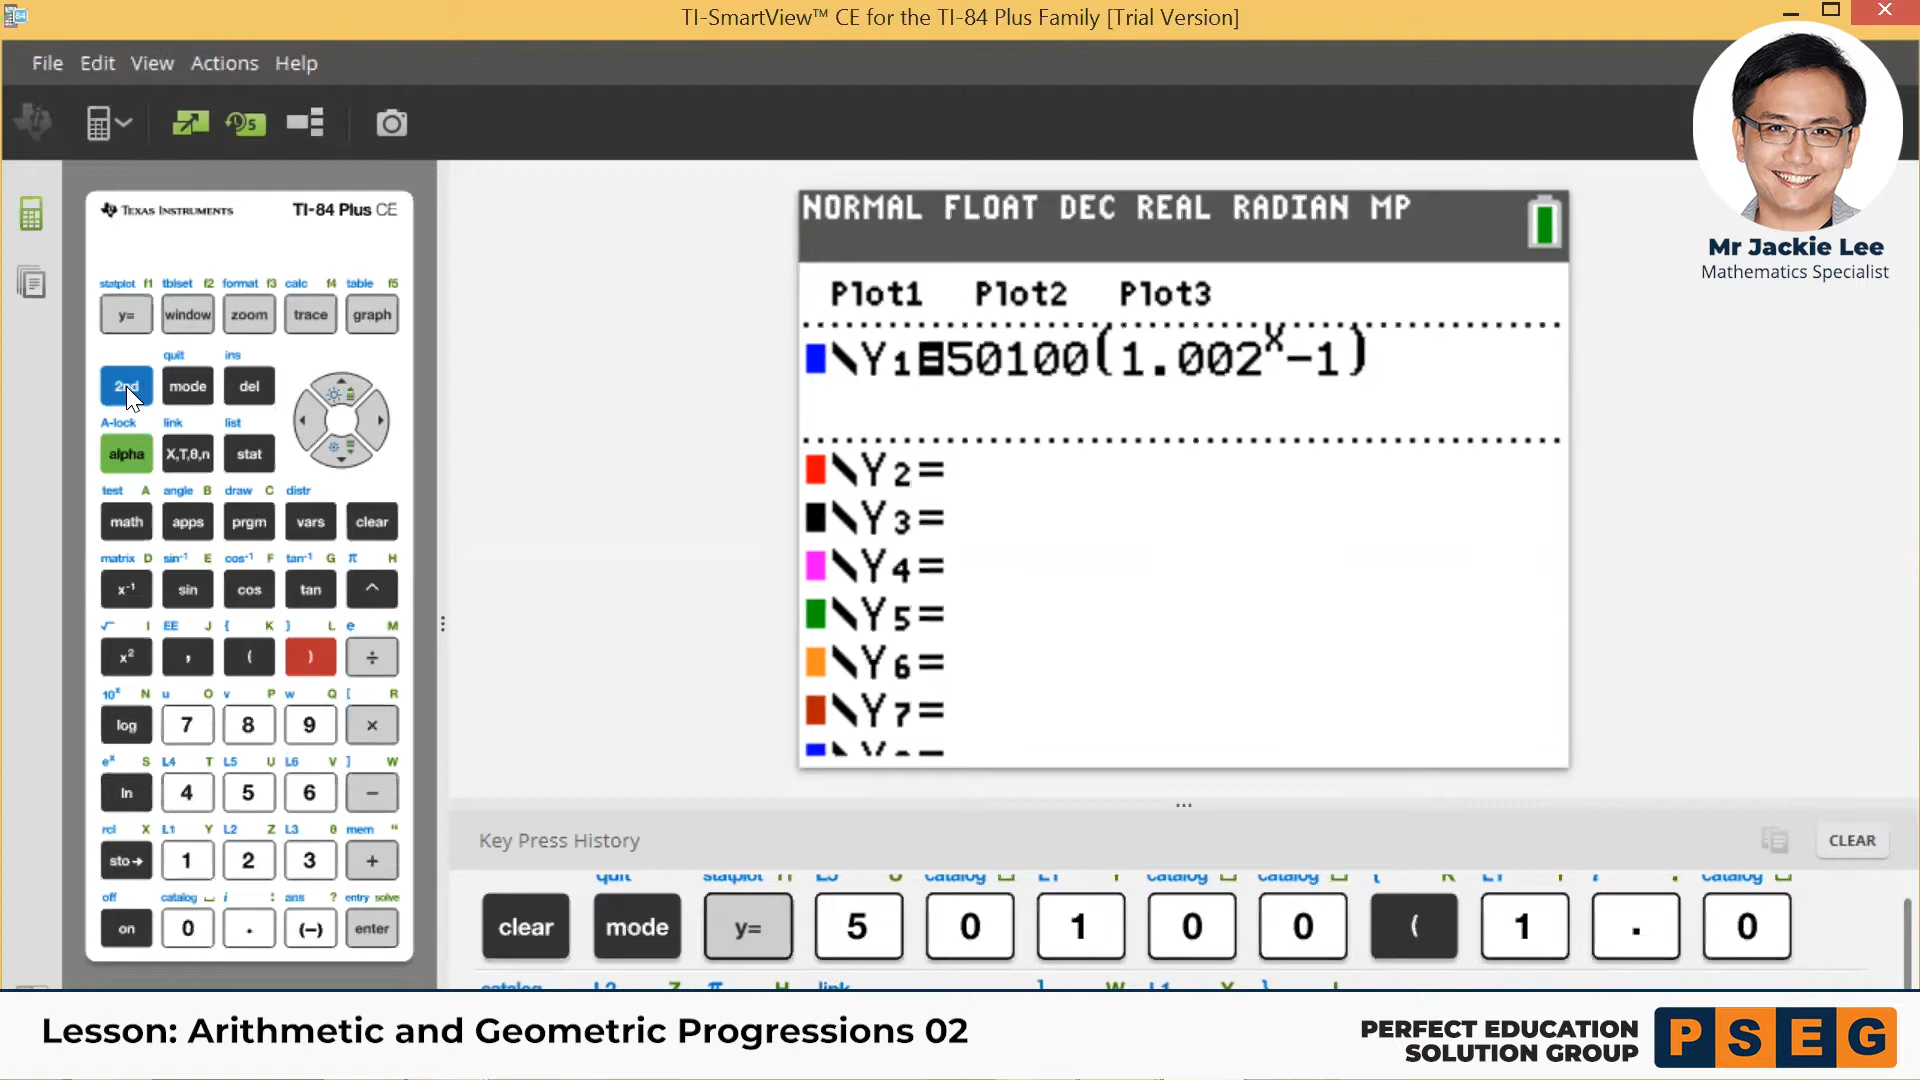 TI-SmartView™ CE for the TI-84 Plus Family [Trial Version]
File Edit View Actions Help
Mr Jackie Lee
Mathematics Specialist
TEXAS INSTRUMENTS TI-84 Plus CE
statplot f1 tblset f2 format f3 calc f4 table f5
y= window zoom trace graph
quit ins
2nd mode del
A-lock link list
alpha X,T,θ,n stat
test A angle B draw C distr
math apps prgm vars clear
matrix D sin⁻¹ E cos⁻¹ F tan⁻¹ G π H
x⁻¹ sin cos tan ^
√ I EE J { K } L e M
x² , ( ) ÷
10ˣ N u O v P w Q [ R
log 7 8 9 ×
eˣ S L4 T L5 U L6 V ] W
ln 4 5 6 −
rcl X L1 Y L2 Z L3 θ mem "
sto→ 1 2 3 +
off catalog i : ans ? entry solve
on 0 . (−) enter
NORMAL FLOAT DEC REAL RADIAN MP
Plot1 Plot2 Plot3
\Y1=50100(1.002^X−1)
\Y2=
\Y3=
\Y4=
\Y5=
\Y6=
\Y7=
Key Press History
CLEAR
clear mode y= 5 0 1 0 0 ( 1 . 0
Lesson: Arithmetic and Geometric Progressions 02
PERFECT EDUCATION
SOLUTION GROUP
PSEG